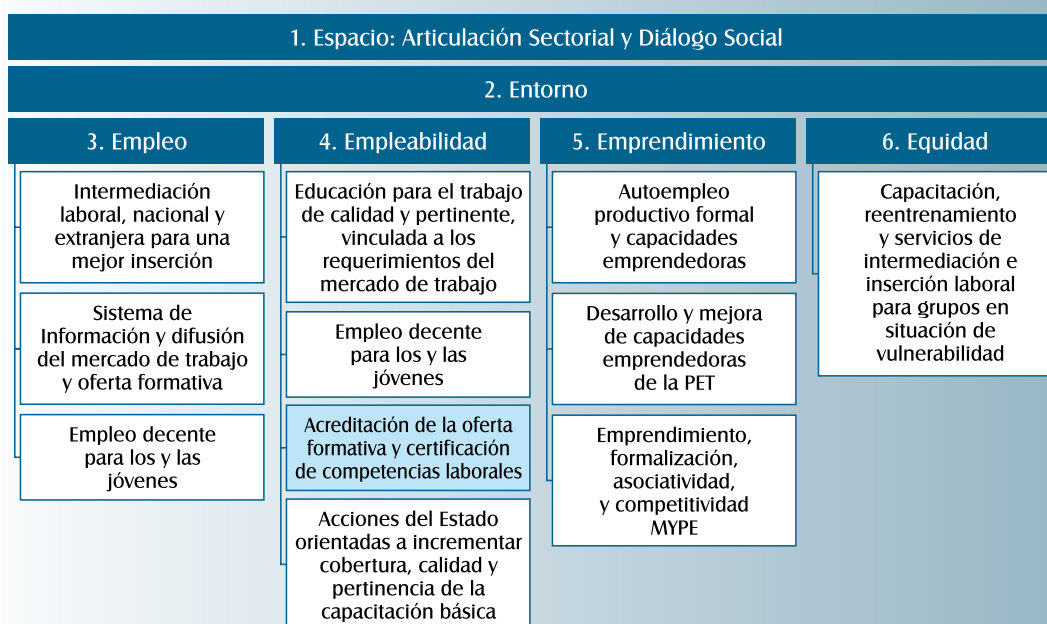 1. Espacio: Articulación Sectorial y Diálogo Social
2. Entorno
3. Empleo
Intermediación
laboral, nacional y
extranjera para una
mejor inserción
Sistema de
Información y difusión
del mercado de trabajo
y oferta formativa
Empleo decente
para los y las
jóvenes
4. Empleabilidad
Educación para el trabajo
de calidad y pertinente,
vinculada a los
requerimientos del
mercado de trabajo
Empleo decente
para los y las
jóvenes
Acreditación de la oferta
formativa y certificación
de competencias laborales
Acciones del Estado
orientadas a incrementar
cobertura, calidad y
pertinencia de la
capacitación básica
5. Emprendimiento
Autoempleo
productivo formal
y capacidades
emprendedoras
Desarrollo y mejora
de capacidades
emprendedoras
de la PET
Emprendimiento,
formalización,
asociatividad,
y competitividad
MYPE
6. Equidad
Capacitación,
reentrenamiento
y servicios de
intermediación e
inserción laboral
para grupos en
situación de
vulnerabilidad